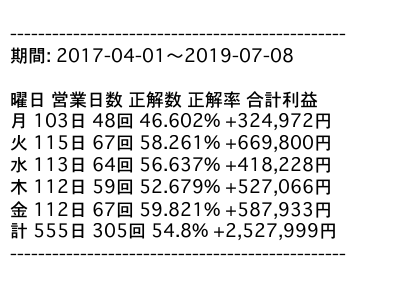 ------------------------------------------------
期間: 2017-04-01〜2019-07-08
曜日 営業日数 正解数 正解率 合計利益
月 103日 48回 46.602% +324,972円
火 115日 67回 58.261% +669,800円
水 113日 64回 56.637% +418,228円
木 112日 59回 52.679% +527,066円
金 112日 67回 59.821% +587,933円
計 555日 305回 54.8% +2,527,999円
------------------------------------------------